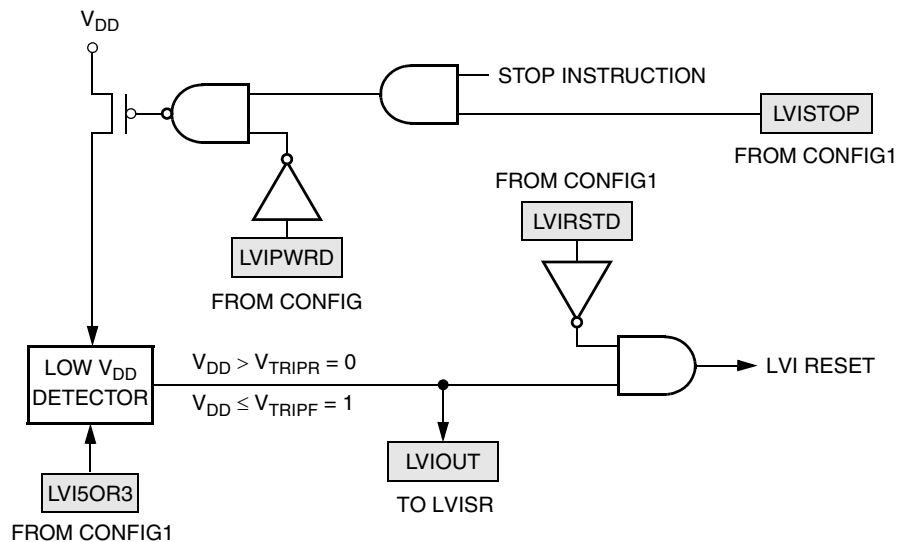 VDD
STOP INSTRUCTION
LVISTOP
FROM CONFIG1
FROM CONFIG1
LVIRSTD
LVIPWRD
FROM CONFIG
LOW VDD
DETECTOR
VDD > VTRIPR = 0
VDD ≤ VTRIPF = 1
LVI RESET
LVIOUT
TO LVISR
LVI5OR3
FROM CONFIG1